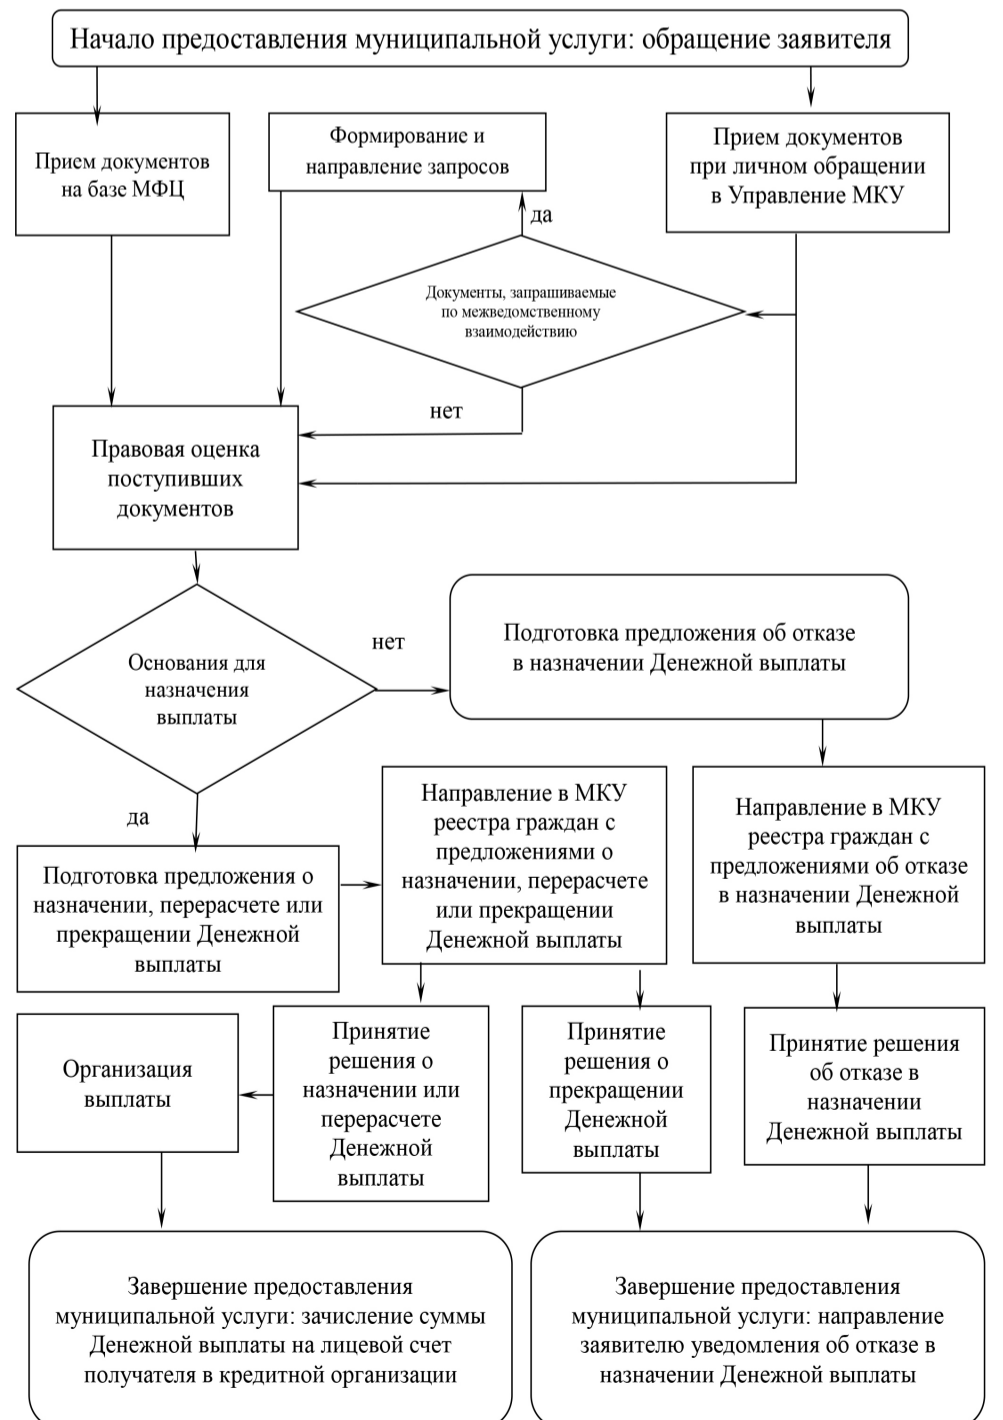 Начало предоставления муниципальной услуги: обращение заявителя
Прием документов
на базе МФЦ
Формирование и
направление запросов
Прием документов
при личном обращении
в Управление МКУ
да
Документы, запрашиваемые
по межведомственному
взаимодействию
нет
Правовая оценка
поступивших
документов
Основания для
назначения
выплаты
нет
Подготовка предложения об отказе
в назначении Денежной выплаты
да
Подготовка предложения о
назначении, перерасчете или
прекращении Денежной
выплаты
Направление в МКУ
реестра граждан с
предложениями о
назначении, перерасчете
или прекращении
Денежной выплаты
Направление в МКУ
реестра граждан с
предложениями об отказе
в назначении Денежной
выплаты
Организация
выплаты
Принятие
решения о
назначении или
перерасчете
Денежной
выплаты
Принятие
решения о
прекращении
Денежной
выплаты
Принятие решения
об отказе в
назначении
Денежной выплаты
Завершение предоставления
муниципальной услуги: зачисление суммы
Денежной выплаты на лицевой счет
получателя в кредитной организации
Завершение предоставления
муниципальной услуги: направление
заявителю уведомления об отказе в
назначении Денежной выплаты